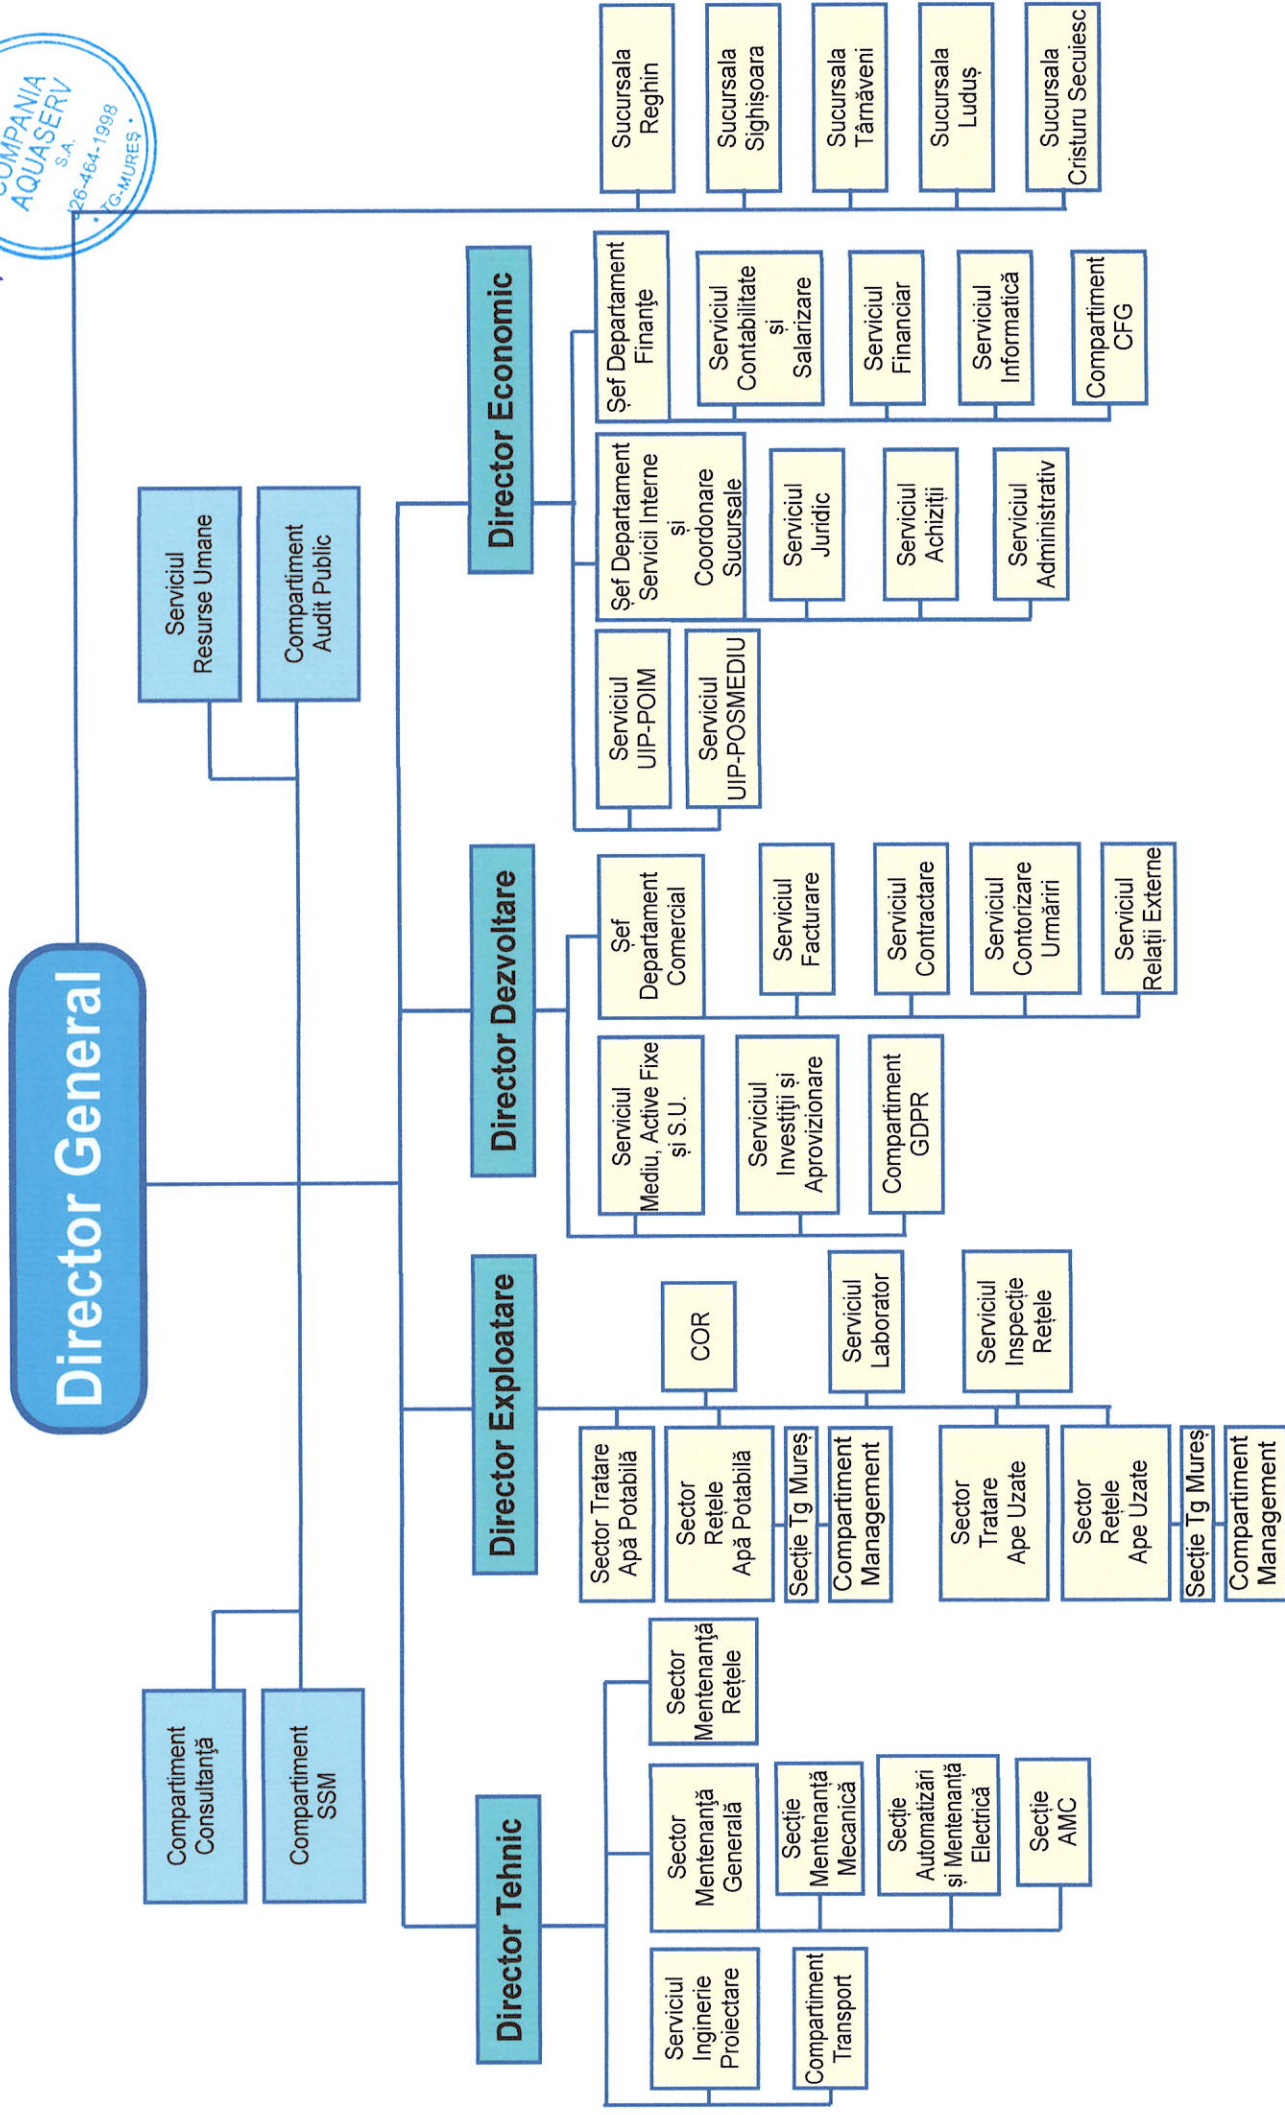 COMPANIA
AQUASERV
S.A.
J26-464-1998
• TG-MUREȘ •
Director General
Compartiment
Consultanţă
Compartiment
SSM
Serviciul
Resurse Umane
Compartiment
Audit Public
Director Tehnic
Serviciul
Inginerie
Proiectare
Compartiment
Transport
Sector
Mentenanţă
Generală
Secție
Mentenanță
Mecanică
Secție
Automatizări
și Mentenanță
Electrică
Secție
AMC
Sector
Mentenanţă
Rețele
Director Exploatare
Sector Tratare
Apă Potabilă
Sector
Rețele
Apă Potabilă
Secție Tg Mureș
Compartiment
Management
Sector
Tratare
Ape Uzate
Sector
Rețele
Ape Uzate
Secție Tg Mureș
Compartiment
Management
COR
Serviciul
Laborator
Serviciul
Inspecție
Rețele
Director Dezvoltare
Serviciul
Mediu, Active Fixe
și S.U.
Serviciul
Investiţii și
Aprovizionare
Compartiment
GDPR
Șef
Departament
Comercial
Serviciul
Facturare
Serviciul
Contractare
Serviciul
Contorizare
Urmăriri
Serviciul
Relații Externe
Director Economic
Serviciul
UIP-POIM
Serviciul
UIP-POSMEDIU
Șef Departament
Servicii Interne
și
Coordonare
Sucursale
Serviciul
Juridic
Serviciul
Achiziții
Serviciul
Administrativ
Șef Departament
Finanţe
Serviciul
Contabilitate
și
Salarizare
Serviciul
Financiar
Serviciul
Informatică
Compartiment
CFG
Sucursala
Reghin
Sucursala
Sighișoara
Sucursala
Târnăveni
Sucursala
Luduș
Sucursala
Cristuru Secuiesc